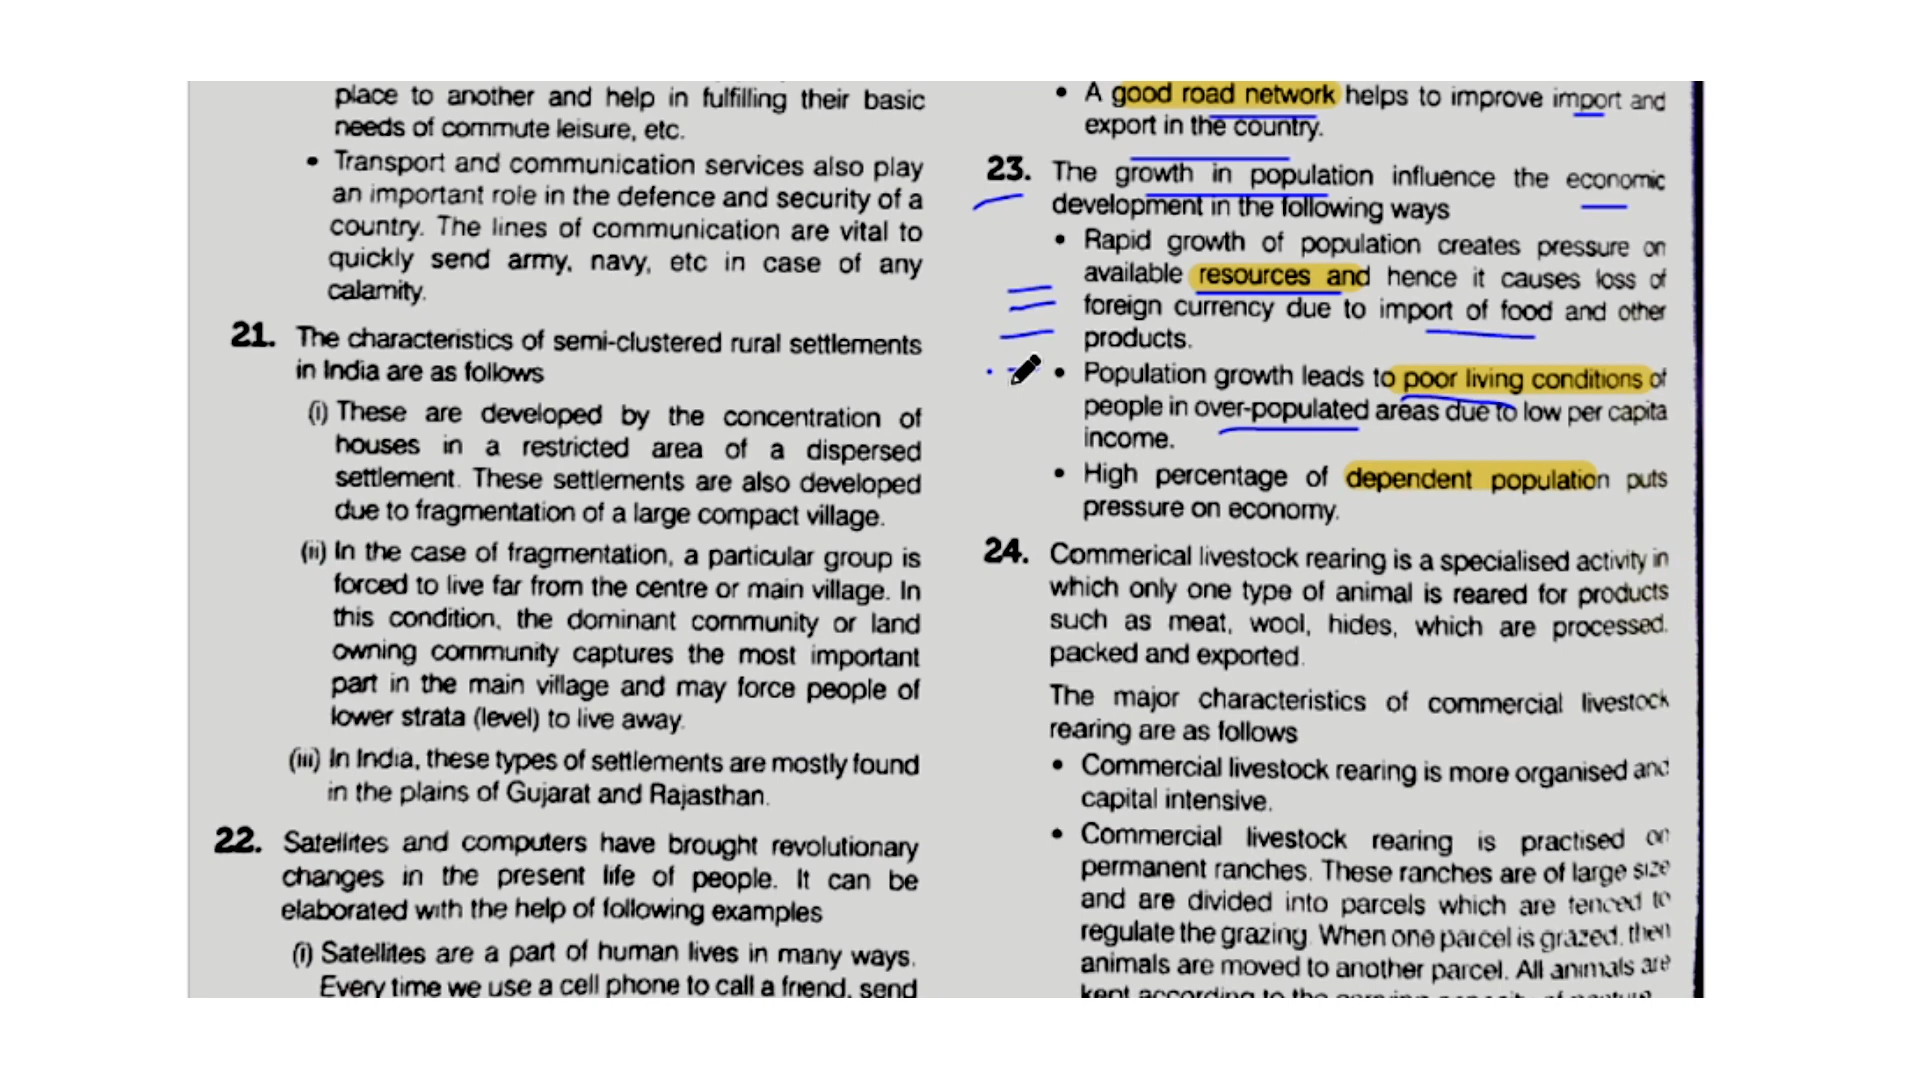 place to another and help in fulfilling their basic
needs of commute leisure, etc.
• Transport and communication services also play
an important role in the defence and security of a
country. The lines of communication are vital to
quickly send army, navy, etc in case of any
calamity.
21. The characteristics of semi-clustered rural settlements
in India are as follows
(i) These are developed by the concentration of
houses in a restricted area of a dispersed
settlement. These settlements are also developed
due to fragmentation of a large compact village.
(ii) In the case of fragmentation, a particular group is
forced to live far from the centre or main village. In
this condition, the dominant community or land
owning community captures the most important
part in the main village and may force people of
lower strata (level) to live away.
(iii) In India, these types of settlements are mostly found
in the plains of Gujarat and Rajasthan.
22. Satellites and computers have brought revolutionary
changes in the present life of people. It can be
elaborated with the help of following examples
(i) Satellites are a part of human lives in many ways.
Every time we use a cell phone to call a friend, send
• A good road network helps to improve import and
export in the country.
23. The growth in population influence the economic
development in the following ways
• Rapid growth of population creates pressure on
available resources and hence it causes loss of
foreign currency due to import of food and other
products.
• Population growth leads to poor living conditions of
people in over-populated areas due to low per capita
income.
• High percentage of dependent population puts
pressure on economy.
24. Commerical livestock rearing is a specialised activity in
which only one type of animal is reared for products
such as meat, wool, hides, which are processed,
packed and exported.
The major characteristics of commercial livestock
rearing are as follows
• Commercial livestock rearing is more organised and
capital intensive.
• Commercial livestock rearing is practised on
permanent ranches. These ranches are of large size
and are divided into parcels which are fenced to
regulate the grazing. When one parcel is grazed, then
animals are moved to another parcel. All animals are
kept according to the carrying capacity of pasture